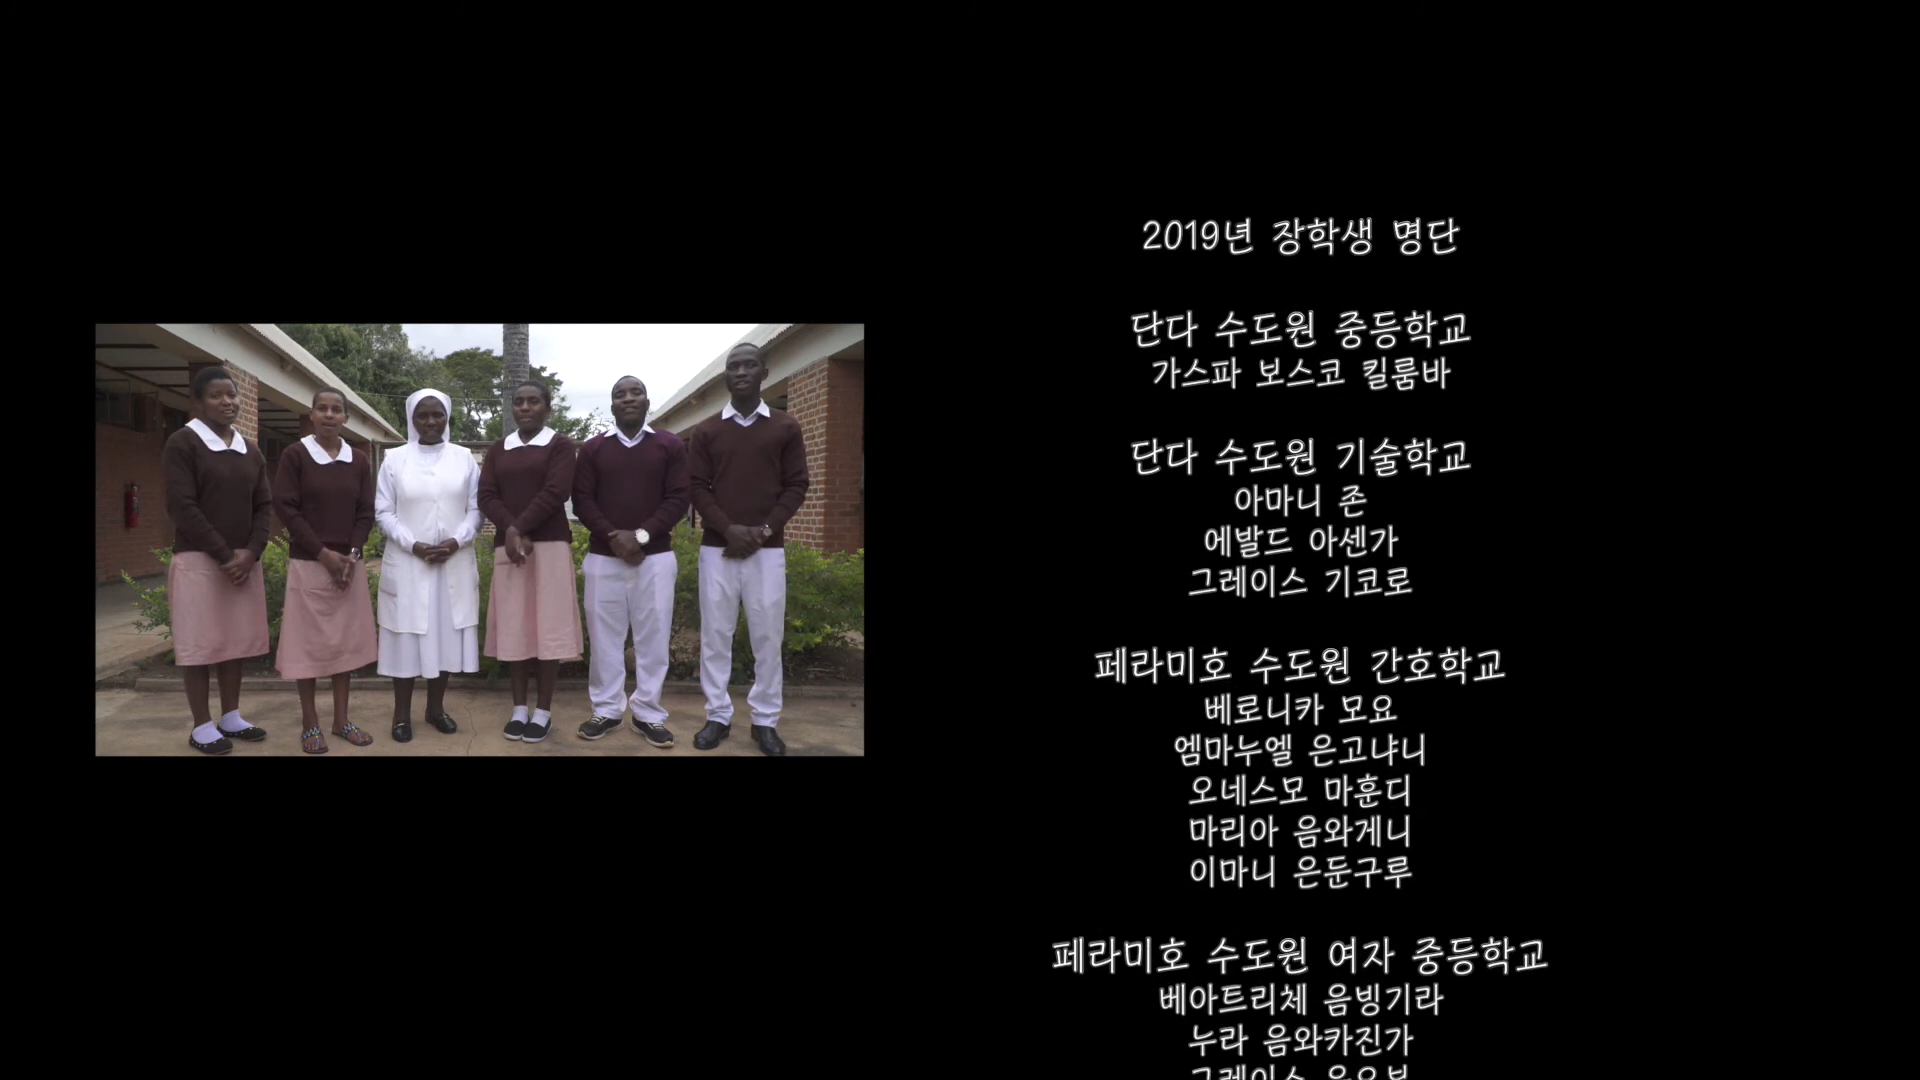 2019년 장학생 명단
단다 수도원 중등학교
가스파 보스코 킬룸바
단다 수도원 기술학교
아마니 존
에발드 아센가
그레이스 기코로
페라미호 수도원 간호학교
베로니카 모요
엠마누엘 은고냐니
오네스모 마훈디
마리아 음와게니
이마니 은둔구루
페라미호 수도원 여자 중등학교
베아트리체 음빙기라
누라 음와카진가
그레이스